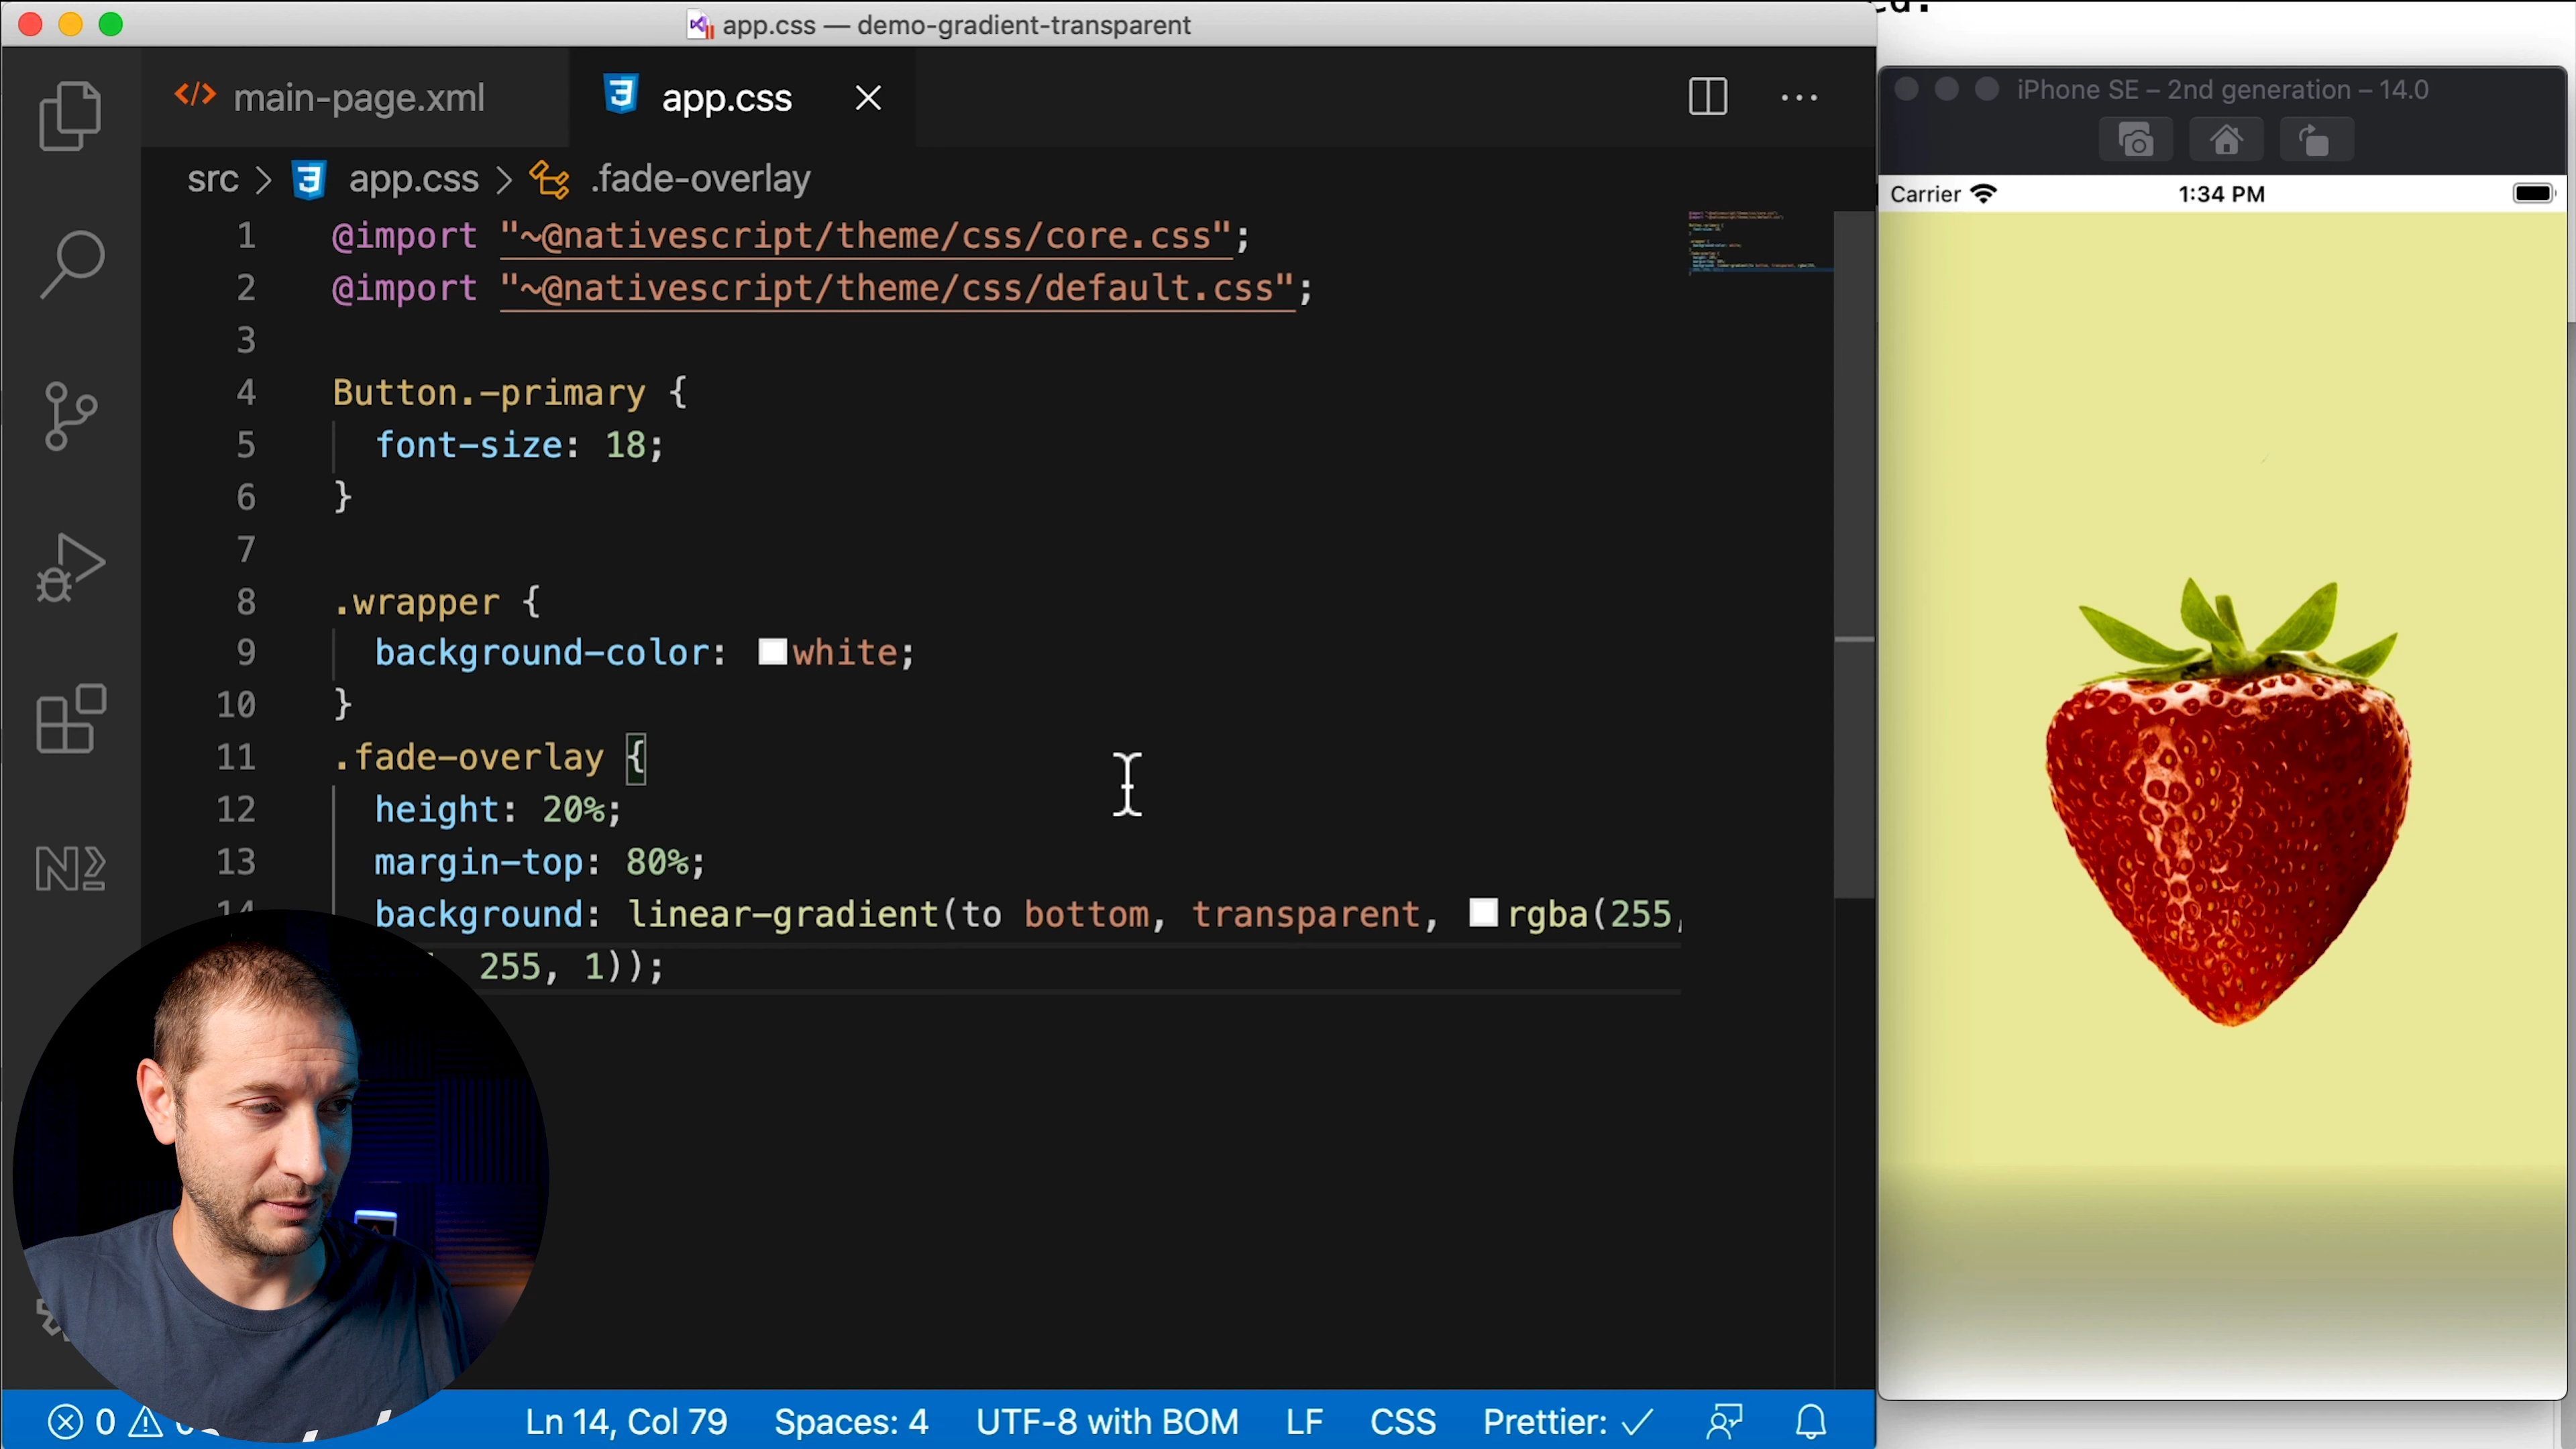 app.css — demo-gradient-transparent
main-page.xml
app.css
src > app.css > .fade-overlay
1 @import "~@nativescript/theme/css/core.css";
2 @import "~@nativescript/theme/css/default.css";
3
4 Button.-primary {
5 font-size: 18;
6 }
7
8 .wrapper {
9 background-color: white;
10 }
11 .fade-overlay {
12 height: 20%;
13 margin-top: 80%;
14 background: linear-gradient(to bottom, transparent, rgba(255,
255, 1));
0
Ln 14, Col 79
Spaces: 4
UTF-8 with BOM
LF
CSS
Prettier: ✓
iPhone SE – 2nd generation – 14.0
Carrier
1:34 PM